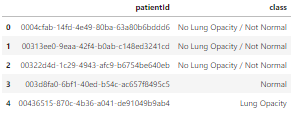 patientId class
0 0004cfab-14fd-4e49-80ba-63a80b6bddd6 No Lung Opacity / Not Normal
1 00313ee0-9eaa-42f4-b0ab-c148ed3241cd No Lung Opacity / Not Normal
2 00322d4d-1c29-4943-afc9-b6754be640eb No Lung Opacity / Not Normal
3 003d8fa0-6bf1-40ed-b54c-ac657f8495c5 Normal
4 00436515-870c-4b36-a041-de91049b9ab4 Lung Opacity